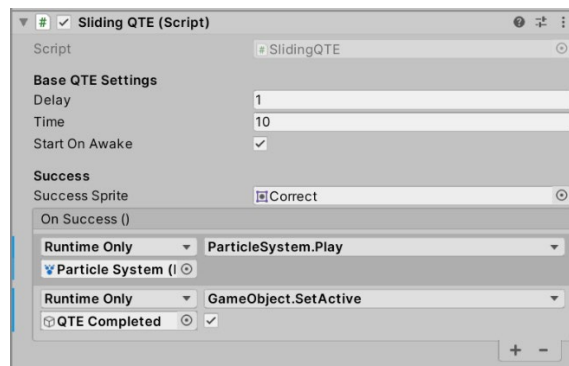 Sliding QTE (Script)
Script SlidingQTE
Base QTE Settings
Delay 1
Time 10
Start On Awake
Success
Success Sprite Correct
On Success ()
Runtime Only ParticleSystem.Play
Particle System (
Runtime Only GameObject.SetActive
QTE Completed